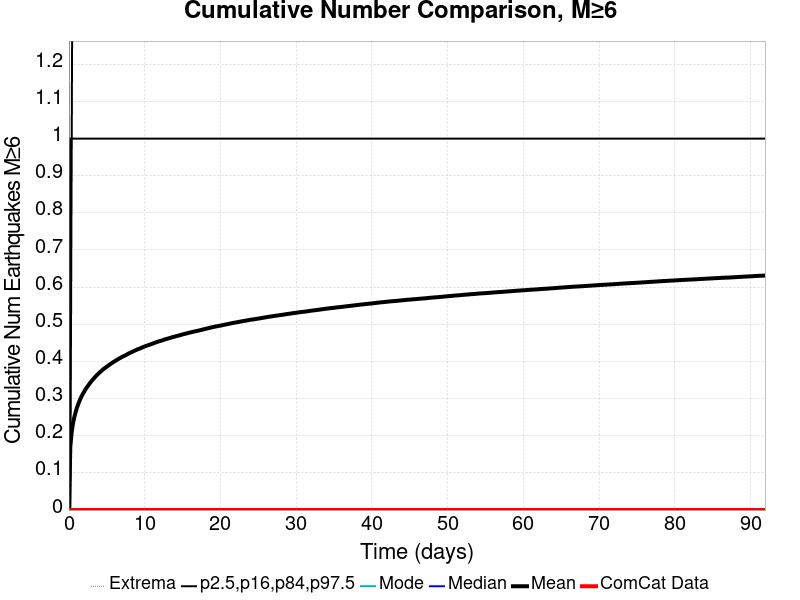 Cumulative Number Comparison, M≥6
Cumulative Num Earthquakes M≥6
1.2
1.1
1
0.9
0.8
0.7
0.6
0.5
0.4
0.3
0.2
0.1
0
0 10 20 30 40 50 60 70 80 90
Time (days)
Extrema p2.5,p16,p84,p97.5 Mode Median Mean ComCat Data